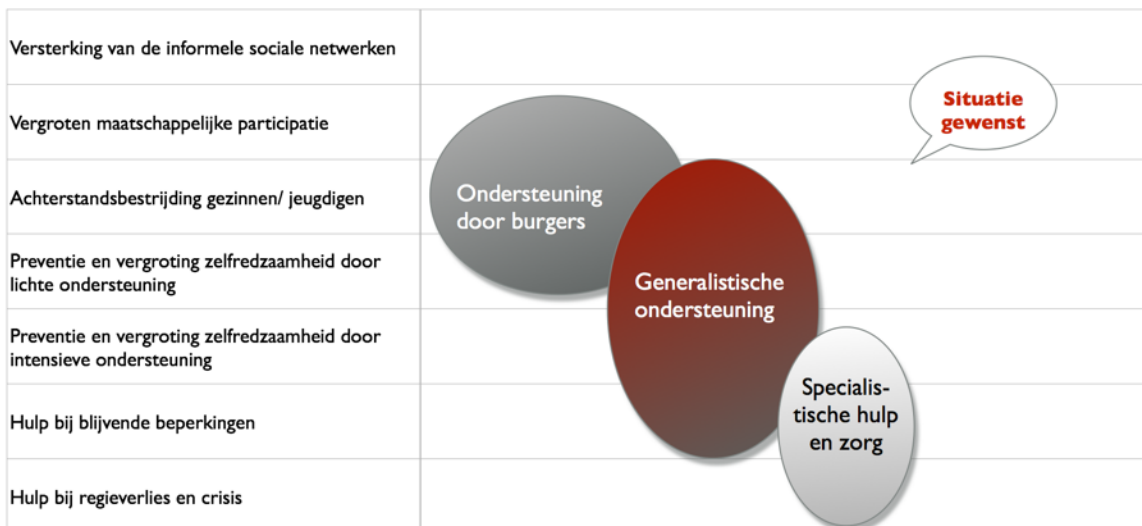 Versterking van de informele sociale netwerken
Vergroten maatschappelijke participatie
Situatie
gewenst
Achterstandsbestrijding gezinnen/ jeugdigen
Ondersteuning
door burgers
Preventie en vergroting zelfredzaamheid door
lichte ondersteuning
Generalistische
ondersteuning
Preventie en vergroting zelfredzaamheid door
intensieve ondersteuning
Specialis-
tische hulp
en zorg
Hulp bij blijvende beperkingen
Hulp bij regieverlies en crisis